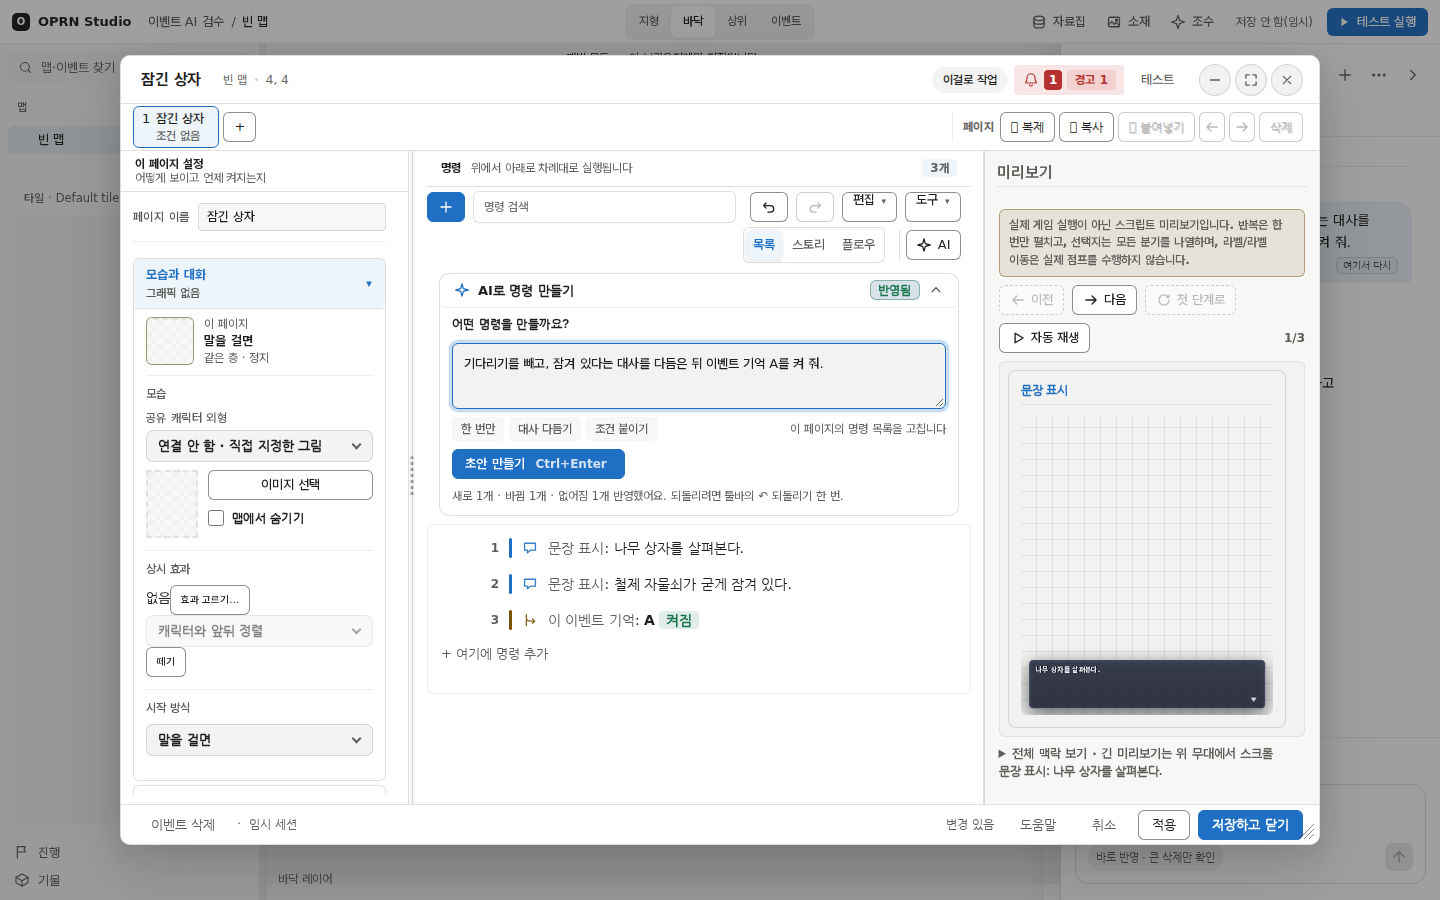 O OPRN Studio 이벤트 AI 검수 / 빈 맵
지형 바닥 상위 이벤트
자료집 소재 조수 저장 안 함(임시) 테스트 실행
맵·이벤트 찾기
맵
빈 맵
타일 · Default tile
진행
기물
바닥 레이어
잠긴 상자 빈 맵 · 4, 4
이걸로 작업 1 경고 1 테스트
1 잠긴 상자
조건 없음
+
페이지 복제 복사 붙여넣기 ← → 삭제
이 페이지 설정
어떻게 보이고 언제 켜지는지
페이지 이름 잠긴 상자
모습과 대화
그래픽 없음
이 페이지
말을 걸면
같은 층 · 정지
모습
공유 캐릭터 외형
연결 안 함 · 직접 지정한 그림
이미지 선택
맵에서 숨기기
상시 효과
없음 효과 고르기...
캐릭터와 앞뒤 정렬
떼기
시작 방식
말을 걸면
명령 위에서 아래로 차례대로 실행됩니다 3개
+ 명령 검색 편집 ▾ 도구 ▾
목록 스토리 플로우 AI
AI로 명령 만들기 반영됨
어떤 명령을 만들까요?
기다리기를 빼고, 잠겨 있다는 대사를 다듬은 뒤 이벤트 기억 A를 켜 줘.
한 번만 대사 다듬기 조건 붙이기 이 페이지의 명령 목록을 고칩니다
초안 만들기 Ctrl+Enter
새로 1개 · 바뀜 1개 · 없어짐 1개 반영했어요. 되돌리려면 툴바의 ↶ 되돌리기 한 번.
1 문장 표시: 나무 상자를 살펴본다.
2 문장 표시: 철제 자물쇠가 굳게 잠겨 있다.
3 이 이벤트 기억: A 켜짐
+ 여기에 명령 추가
미리보기
실제 게임 실행이 아닌 스크립트 미리보기입니다. 반복은 한
번만 펼치고, 선택지는 모든 분기를 나열하며, 라벨/라벨
이동은 실제 점프를 수행하지 않습니다.
← 이전 → 다음 첫 단계로
자동 재생 1/3
문장 표시
나무 상자를 살펴본다.
▶ 전체 맥락 보기 · 긴 미리보기는 위 무대에서 스크롤
문장 표시: 나무 상자를 살펴본다.
이벤트 삭제 · 임시 세션
변경 있음 도움말 취소 적용 저장하고 닫기
는 대사를
켜 줘.
여기서 다시
고
바로 반영 · 큰 삭제만 확인